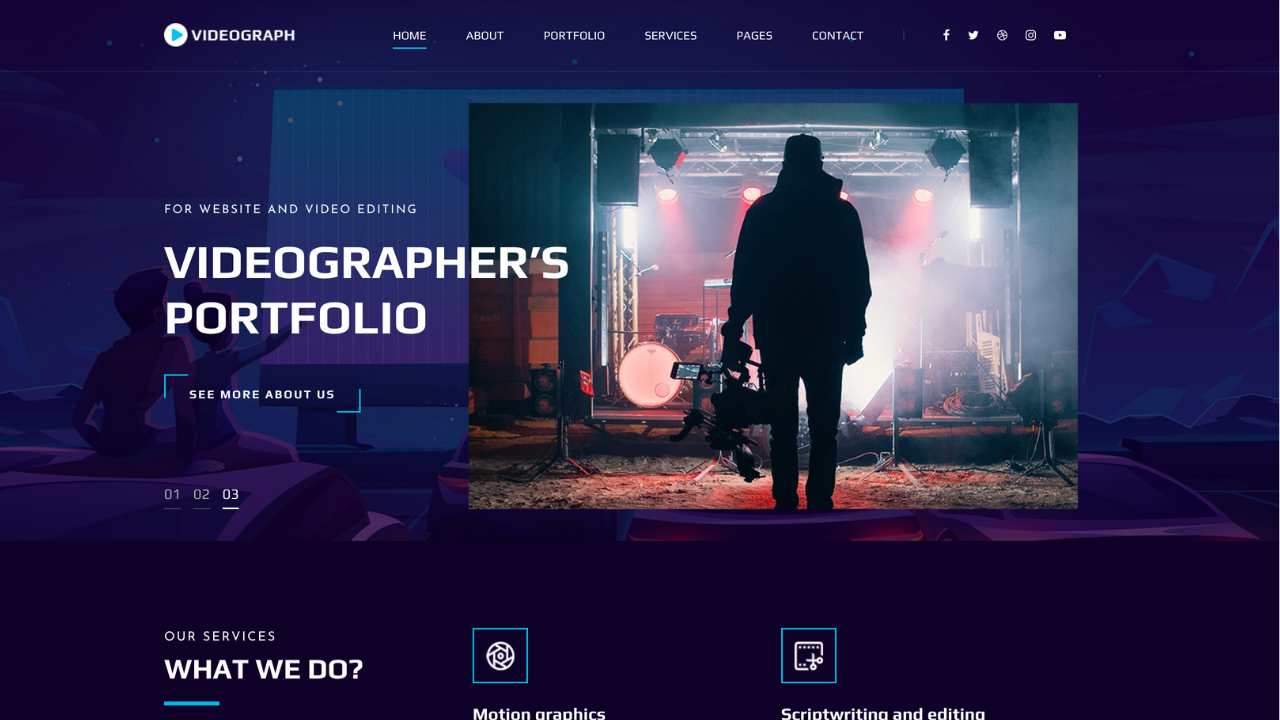 VIDEOGRAPH
HOME ABOUT PORTFOLIO SERVICES PAGES CONTACT
FOR WEBSITE AND VIDEO EDITING
VIDEOGRAPHER’S
PORTFOLIO
SEE MORE ABOUT US
01 02 03
OUR SERVICES
WHAT WE DO?
Motion graphics
Scriptwriting and editing